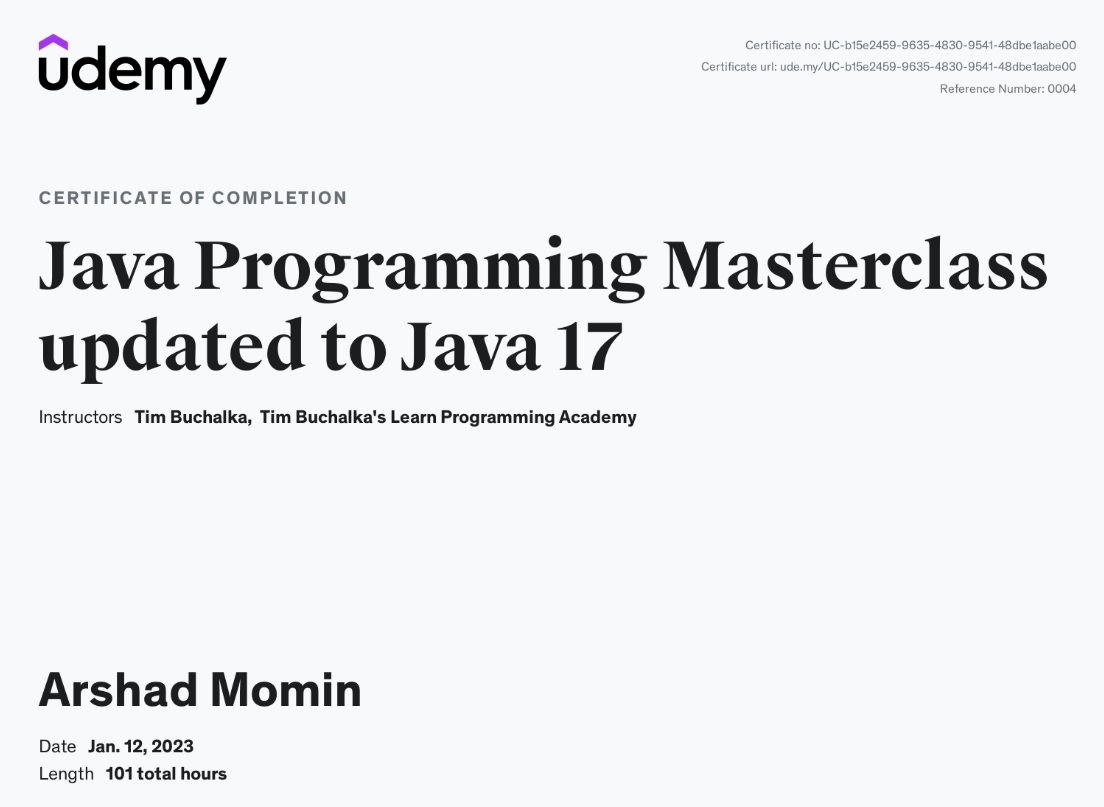 udemy
Certificate no: UC-b15e2459-9635-4830-9541-48dbe1aabe00
Certificate url: ude.my/UC-b15e2459-9635-4830-9541-48dbe1aabe00
Reference Number: 0004
CERTIFICATE OF COMPLETION
Java Programming Masterclass
updated to Java 17
Instructors Tim Buchalka, Tim Buchalka's Learn Programming Academy
Arshad Momin
Date Jan. 12, 2023
Length 101 total hours